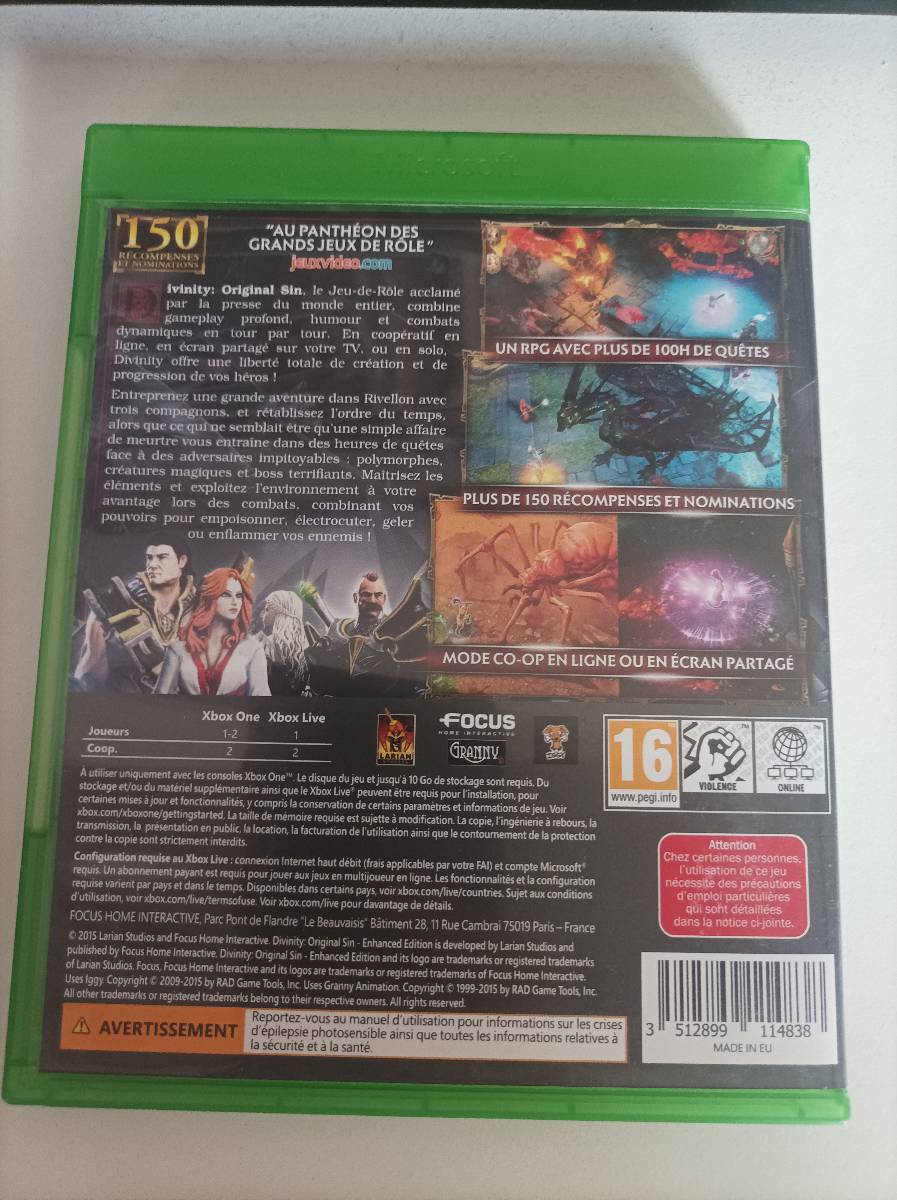 Microsoft
150
RÉCOMPENSES
ET NOMINATIONS
"AU PANTHÉON DES
GRANDS JEUX DE RÔLE"
jeuxvideo.com
Divinity: Original Sin, le Jeu-de-Rôle acclamé
par la presse du monde entier, combine
gameplay profond, humour et combats
dynamiques en tour par tour. En coopératif en
ligne, en écran partagé sur votre TV, ou en solo,
Divinity offre une liberté totale de création et de
progression de vos héros !
Entreprenez une grande aventure dans Rivellon avec
trois compagnons, et rétablissez l'ordre du temps,
alors que ce qui ne semblait être qu'une simple affaire
de meurtre vous entraîne dans des heures de quêtes
face à des adversaires impitoyables : polymorphes,
créatures magiques et boss terrifiants. Maîtrisez les
éléments et exploitez l'environnement à votre
avantage lors des combats, combinant vos
pouvoirs pour empoisonner, électrocuter, geler
ou enflammer vos ennemis !
UN RPG AVEC PLUS DE 100H DE QUÊTES
PLUS DE 150 RÉCOMPENSES ET NOMINATIONS
MODE CO-OP EN LIGNE OU EN ÉCRAN PARTAGÉ
Xbox One Xbox Live
Joueurs 1-2 1
Coop. 2 2
LARIAN
STUDIOS
FOCUS
HOME INTERACTIVE
GRANNY
16
www.pegi.info
VIOLENCE
ONLINE
À utiliser uniquement avec les consoles Xbox One™. Le disque du jeu et jusqu'à 10 Go de stockage sont requis. Du
stockage et/ou du matériel supplémentaire ainsi que le Xbox Live® peuvent être requis pour l'installation, pour
certaines mises à jour et fonctionnalités, y compris la conservation de certains paramètres et informations de jeu. Voir
xbox.com/xboxone/gettingstarted. La taille de mémoire requise est sujette à modification. La copie, l'ingénierie à rebours, la
transmission, la présentation en public, la location, la facturation de l'utilisation ainsi que le contournement de la protection
contre la copie sont strictement interdits.
Configuration requise au Xbox Live : connexion Internet haut débit (frais applicables par votre FAI) et compte Microsoft®
requis. Un abonnement payant est requis pour jouer aux jeux en multijoueur en ligne. Les fonctionnalités et la configuration
requise varient par pays et dans le temps. Disponibles dans certains pays, voir xbox.com/live/countries. Sujet aux conditions
d'utilisation, voir xbox.com/live/termsofuse. Voir xbox.com/live pour davantage de détails.
FOCUS HOME INTERACTIVE, Parc Pont de Flandre "Le Beauvaisis" Bâtiment 28, 11 Rue Cambrai 75019 Paris – France
© 2015 Larian Studios and Focus Home Interactive. Divinity: Original Sin - Enhanced Edition is developed by Larian Studios and
published by Focus Home Interactive. Divinity: Original Sin - Enhanced Edition and its logo are trademarks or registered trademarks
of Larian Studios. Focus, Focus Home Interactive and its logos are trademarks or registered trademarks of Focus Home Interactive.
Uses Iggy. Copyright © 2009-2015 by RAD Game Tools, Inc. Uses Granny Animation. Copyright © 1999-2015 by RAD Game Tools, Inc.
All other trademarks or registered trademarks belong to their respective owners. All rights reserved.
Attention
Chez certaines personnes,
l'utilisation de ce jeu
nécessite des précautions
d'emploi particulières
qui sont détaillées
dans la notice ci-jointe.
AVERTISSEMENT
Reportez-vous au manuel d'utilisation pour informations sur les crises
d'épilepsie photosensible ainsi que toutes les informations relatives à
la sécurité et à la santé.
3 512899 114838
MADE IN EU